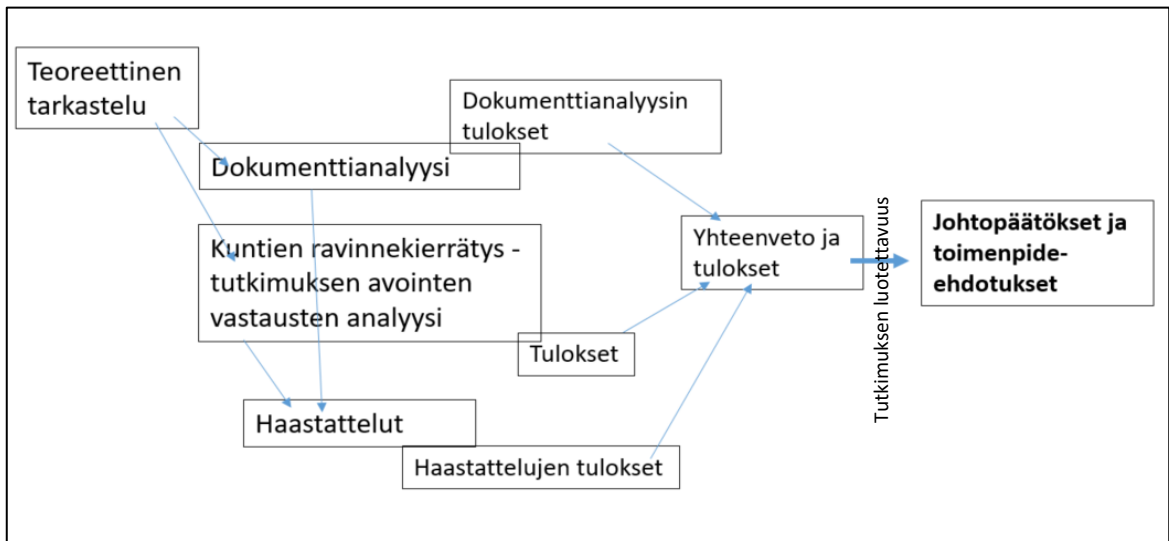 Teoreettinen
tarkastelu
Dokumenttianalyysin
tulokset
Dokumenttianalyysi
Kuntien ravinnekierrätys -
tutkimuksen avointen
vastausten analyysi
Tulokset
Haastattelut
Haastattelujen tulokset
Yhteenveto ja
tulokset
Tutkimuksen luotettavuus
Johtopäätökset ja
toimenpide-
ehdotukset